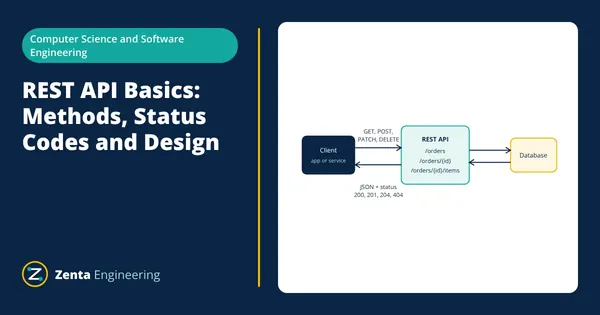 Computer Science and Software
Engineering
REST API Basics:
Methods, Status
Codes and Design
Zenta Engineering
Client
app or service
GET, POST,
PATCH, DELETE
JSON + status
200, 201, 204, 404
REST API
/orders
/orders/{id}
/orders/{id}/items
Database